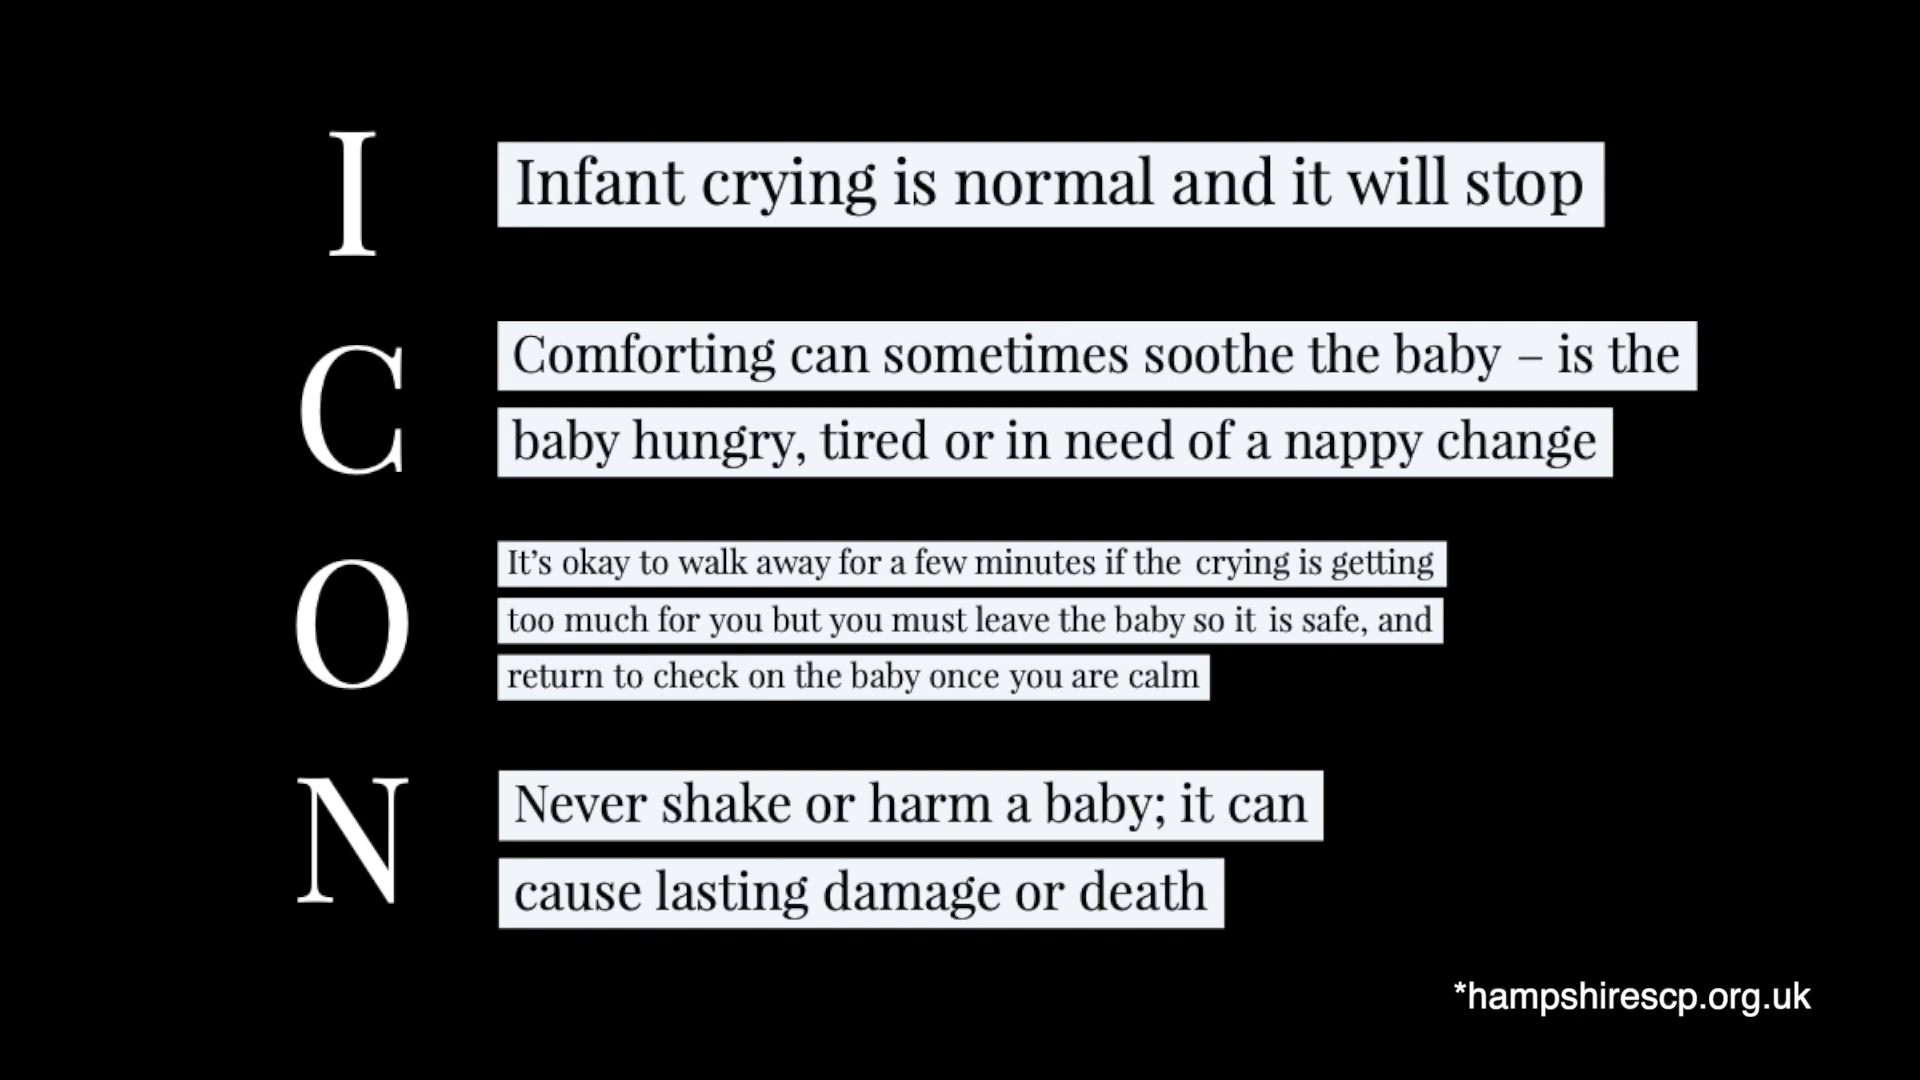 I
Infant crying is normal and it will stop
C
Comforting can sometimes soothe the baby – is the
baby hungry, tired or in need of a nappy change
O
It’s okay to walk away for a few minutes if the crying is getting
too much for you but you must leave the baby so it is safe, and
return to check on the baby once you are calm
N
Never shake or harm a baby; it can
cause lasting damage or death
*hampshirescp.org.uk